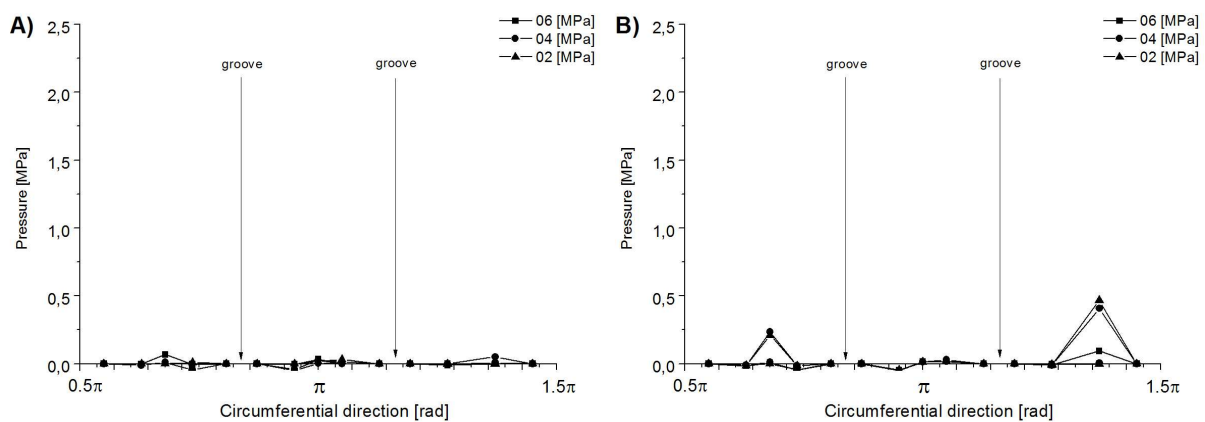 A)
06 [MPa]
04 [MPa]
02 [MPa]
groove
groove
Pressure [MPa]
2,5
2,0
1,5
1,0
0,5
0,0
0.5π
π
1.5π
Circumferential direction [rad]
B)
06 [MPa]
04 [MPa]
02 [MPa]
groove
groove
Pressure [MPa]
2,5
2,0
1,5
1,0
0,5
0,0
0.5π
π
1.5π
Circumferential direction [rad]